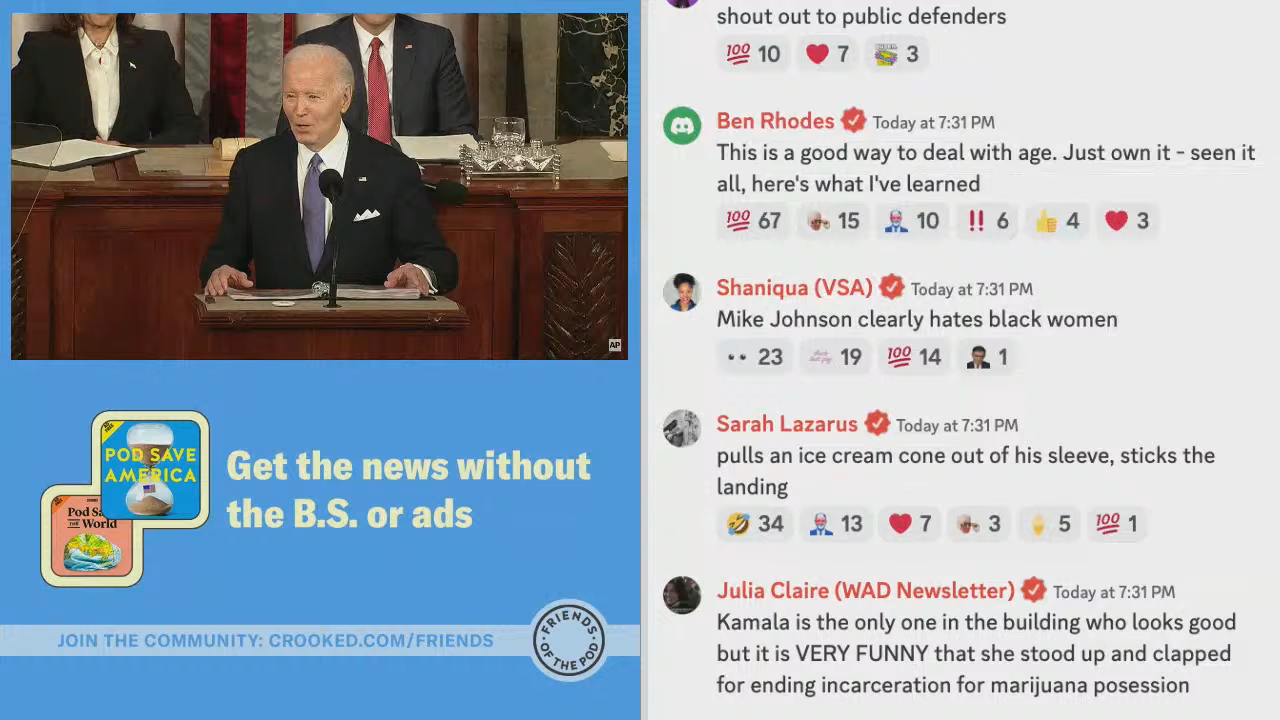 AP
POD SAVE
AMERICA
Pod Sa
THE World
Get the news without
the B.S. or ads
JOIN THE COMMUNITY: CROOKED.COM/FRIENDS
·FRIENDS·
OF THE POD
shout out to public defenders
10 7 3
Ben Rhodes Today at 7:31 PM
This is a good way to deal with age. Just own it - seen it
all, here's what I've learned
67 15 10 6 4 3
Shaniqua (VSA) Today at 7:31 PM
Mike Johnson clearly hates black women
23 19 14 1
Sarah Lazarus Today at 7:31 PM
pulls an ice cream cone out of his sleeve, sticks the
landing
34 13 7 3 5 1
Julia Claire (WAD Newsletter) Today at 7:31 PM
Kamala is the only one in the building who looks good
but it is VERY FUNNY that she stood up and clapped
for ending incarceration for marijuana posession